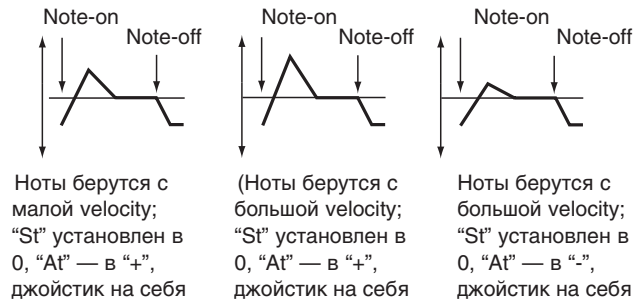 Note-on
Note-off
Note-on
Note-off
Note-on
Note-off
Ноты берутся с
малой velocity;
“St” установлен в
0, “At” — в “+”,
джойстик на себя
(Ноты берутся с
большой velocity;
“St” установлен в
0, “At” — в “+”,
джойстик на себя
Ноты берутся с
большой velocity;
“St” установлен в
0, “At” — в “-”,
джойстик на себя